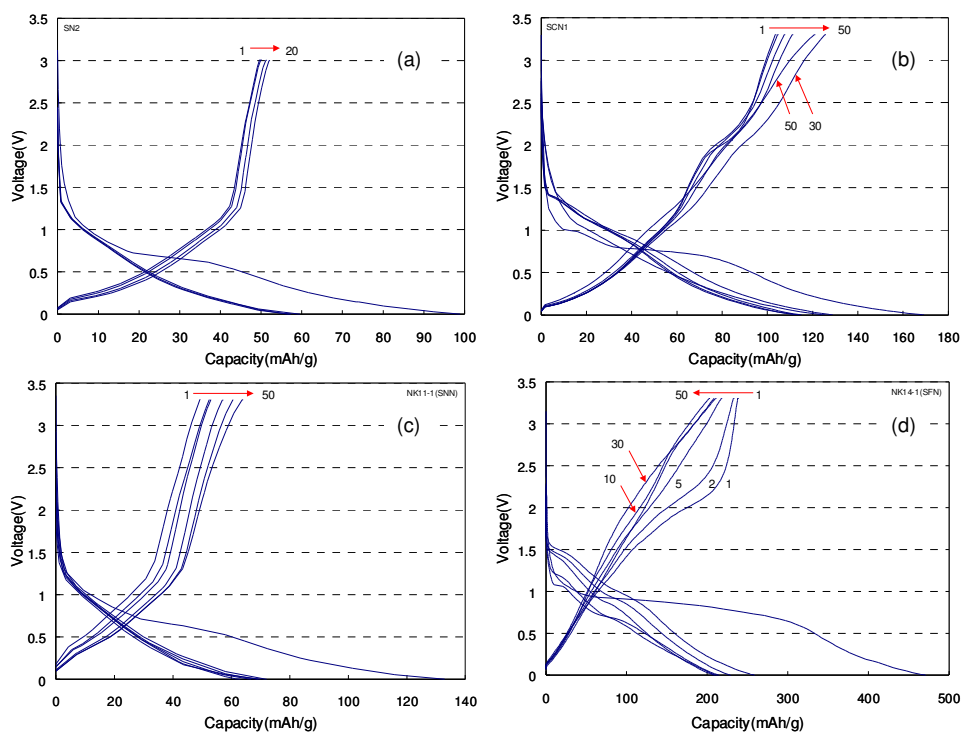 SN2
(a)
1 20
3.5
3
2.5
2
1.5
1
0.5
0
Voltage(V)
0 10 20 30 40 50 60 70 80 90 100
Capacity(mAh/g)
SCN1
(b)
1 50
50 30
3.5
3
2.5
2
1.5
1
0.5
0
Voltage(V)
0 20 40 60 80 100 120 140 160 180
Capacity(mAh/g)
NK11-1(SNN)
(c)
1 50
3.5
3
2.5
2
1.5
1
0.5
0
Voltage(V)
0 20 40 60 80 100 120 140
Capacity(mAh/g)
NK14-1(SFN)
(d)
50 1
30
10
5 2 1
3.5
3
2.5
2
1.5
1
0.5
0
Voltage(V)
0 100 200 300 400 500
Capacity(mAh/g)